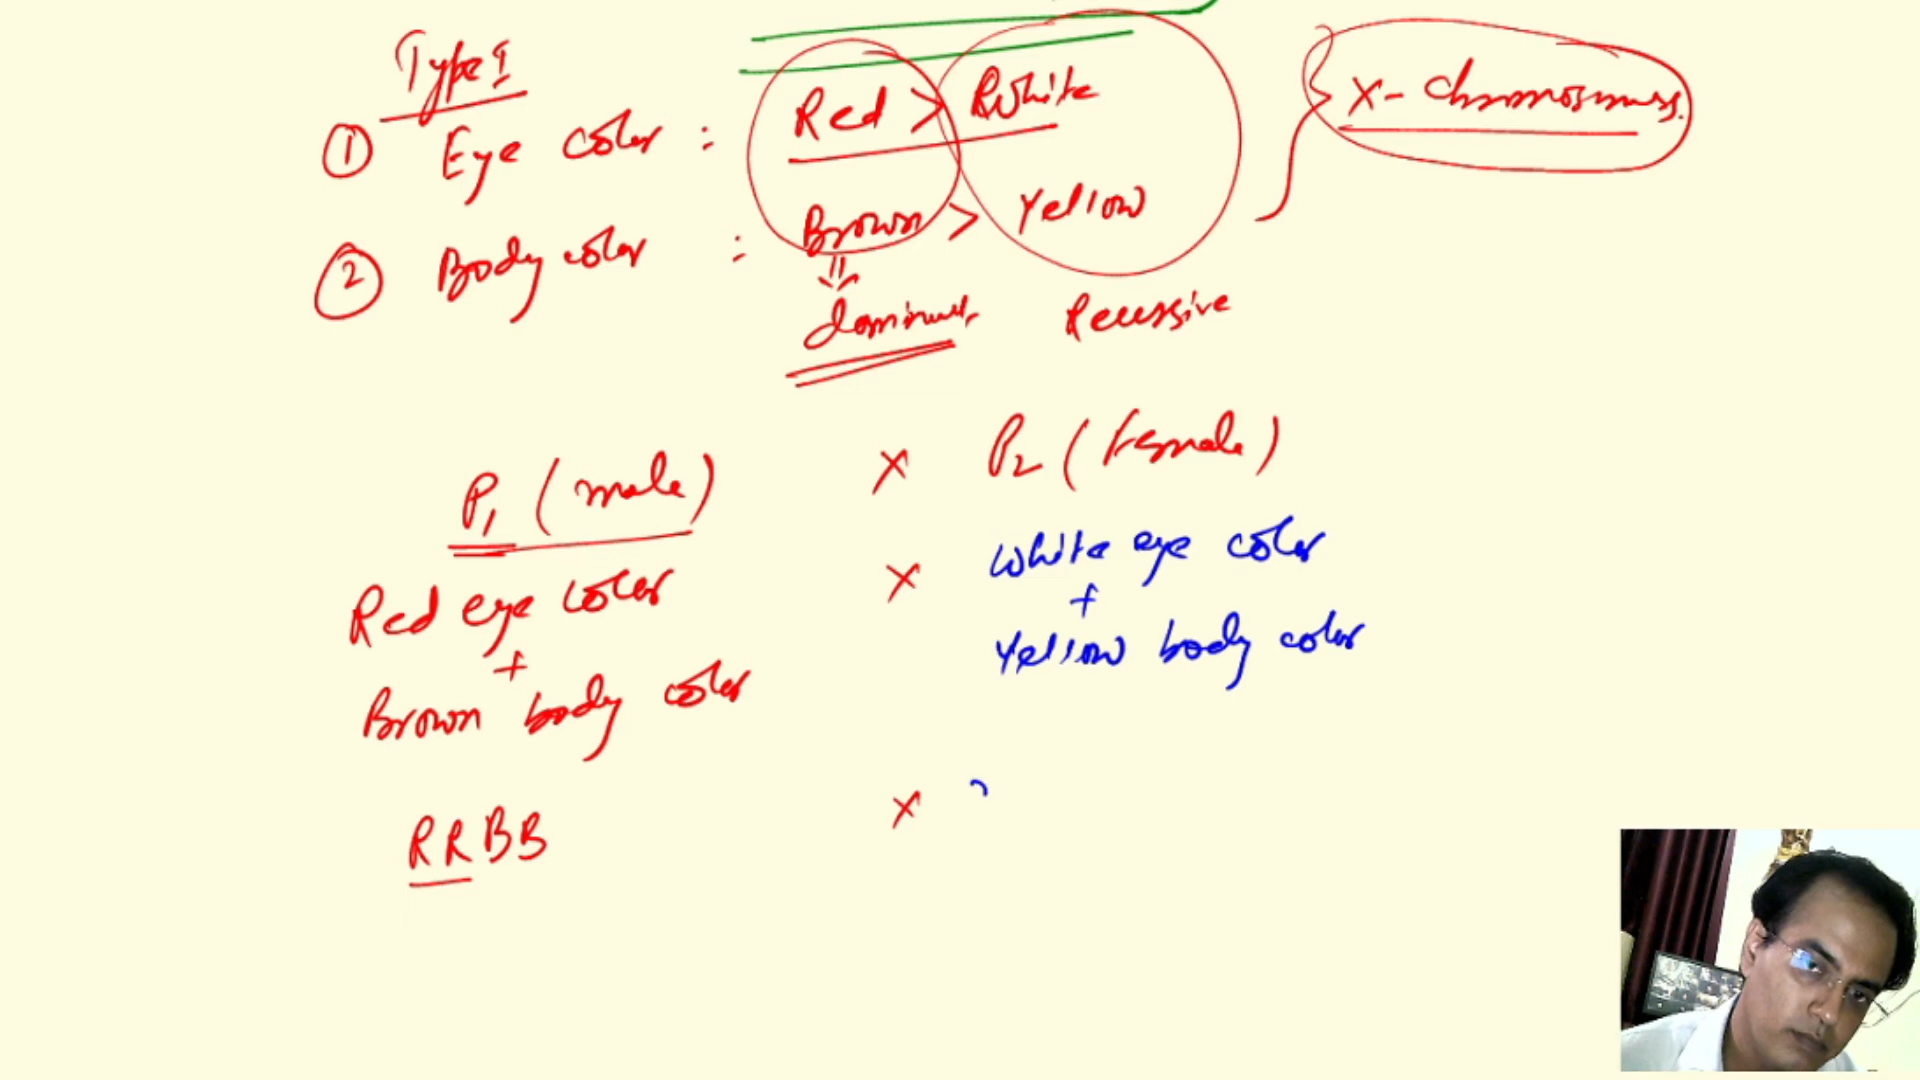 Type I
① Eye color : Red > White } X-chromosomes.
② Body color : Brown > Yellow
dominant Recessive
P1 (male) × P2 (female)
Red eye color × White eye color
+ +
Brown body color Yellow body color
RRBB ×